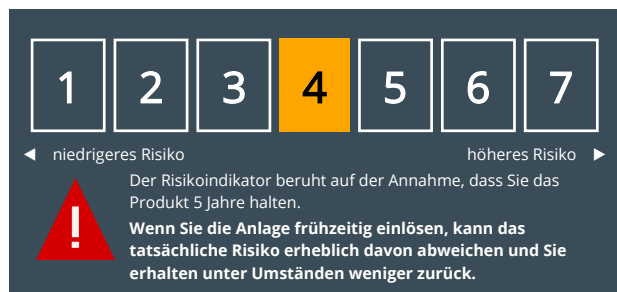 1 2 3 4 5 6 7
niedrigeres Risiko höheres Risiko
Der Risikoindikator beruht auf der Annahme, dass Sie das
Produkt 5 Jahre halten.
Wenn Sie die Anlage frühzeitig einlösen, kann das
tatsächliche Risiko erheblich davon abweichen und Sie
erhalten unter Umständen weniger zurück.
!